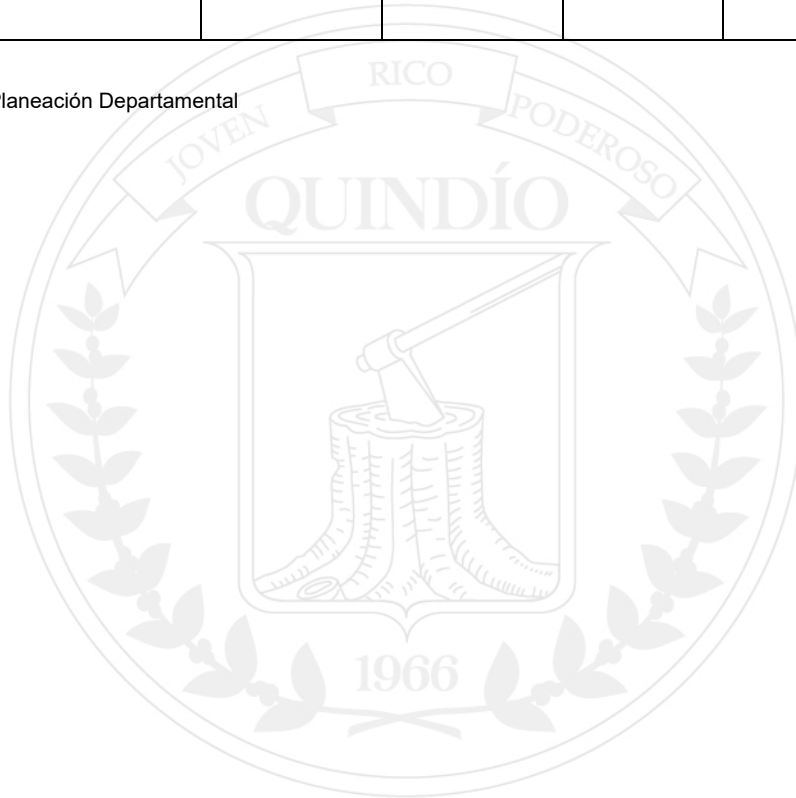 RICO
laneación Departamental
JOVEN
PODEROSO
QUINDÍO
1966